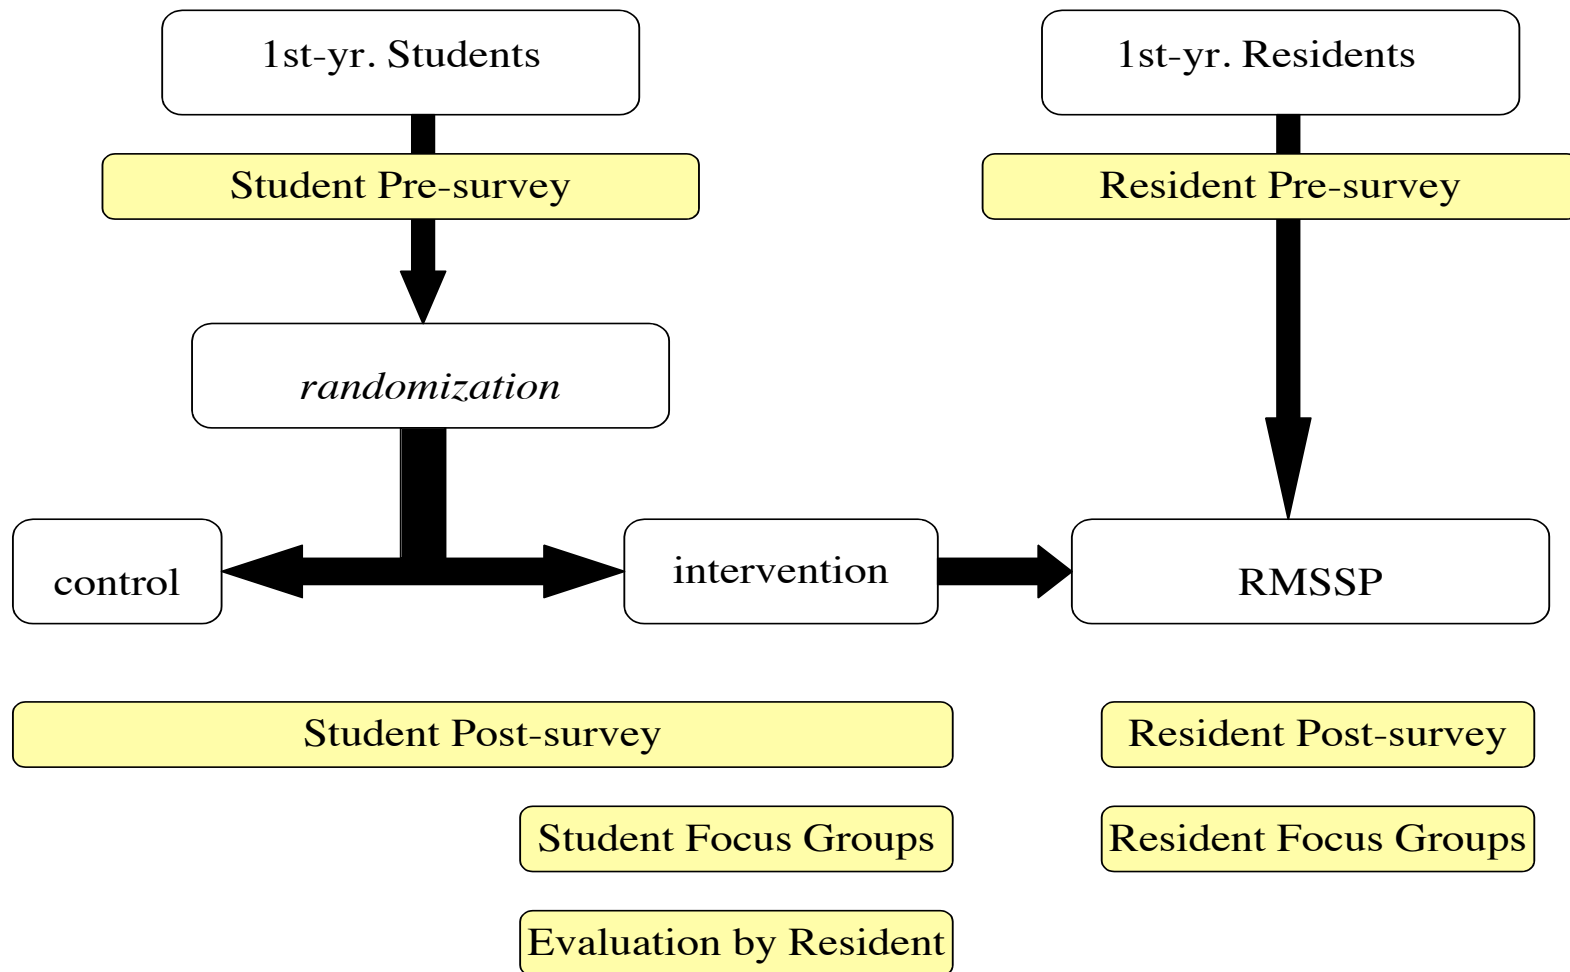 1st-yr. Students
1st-yr. Residents
Student Pre-survey
Resident Pre-survey
randomization
control
intervention
RMSSP
Student Post-survey
Resident Post-survey
Student Focus Groups
Resident Focus Groups
Evaluation by Resident